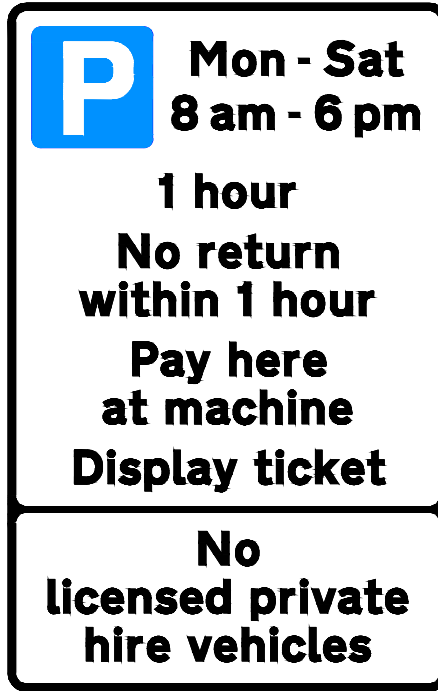 P
Mon - Sat
8 am - 6 pm
1 hour
No return
within 1 hour
Pay here
at machine
Display ticket
No
licensed private
hire vehicles